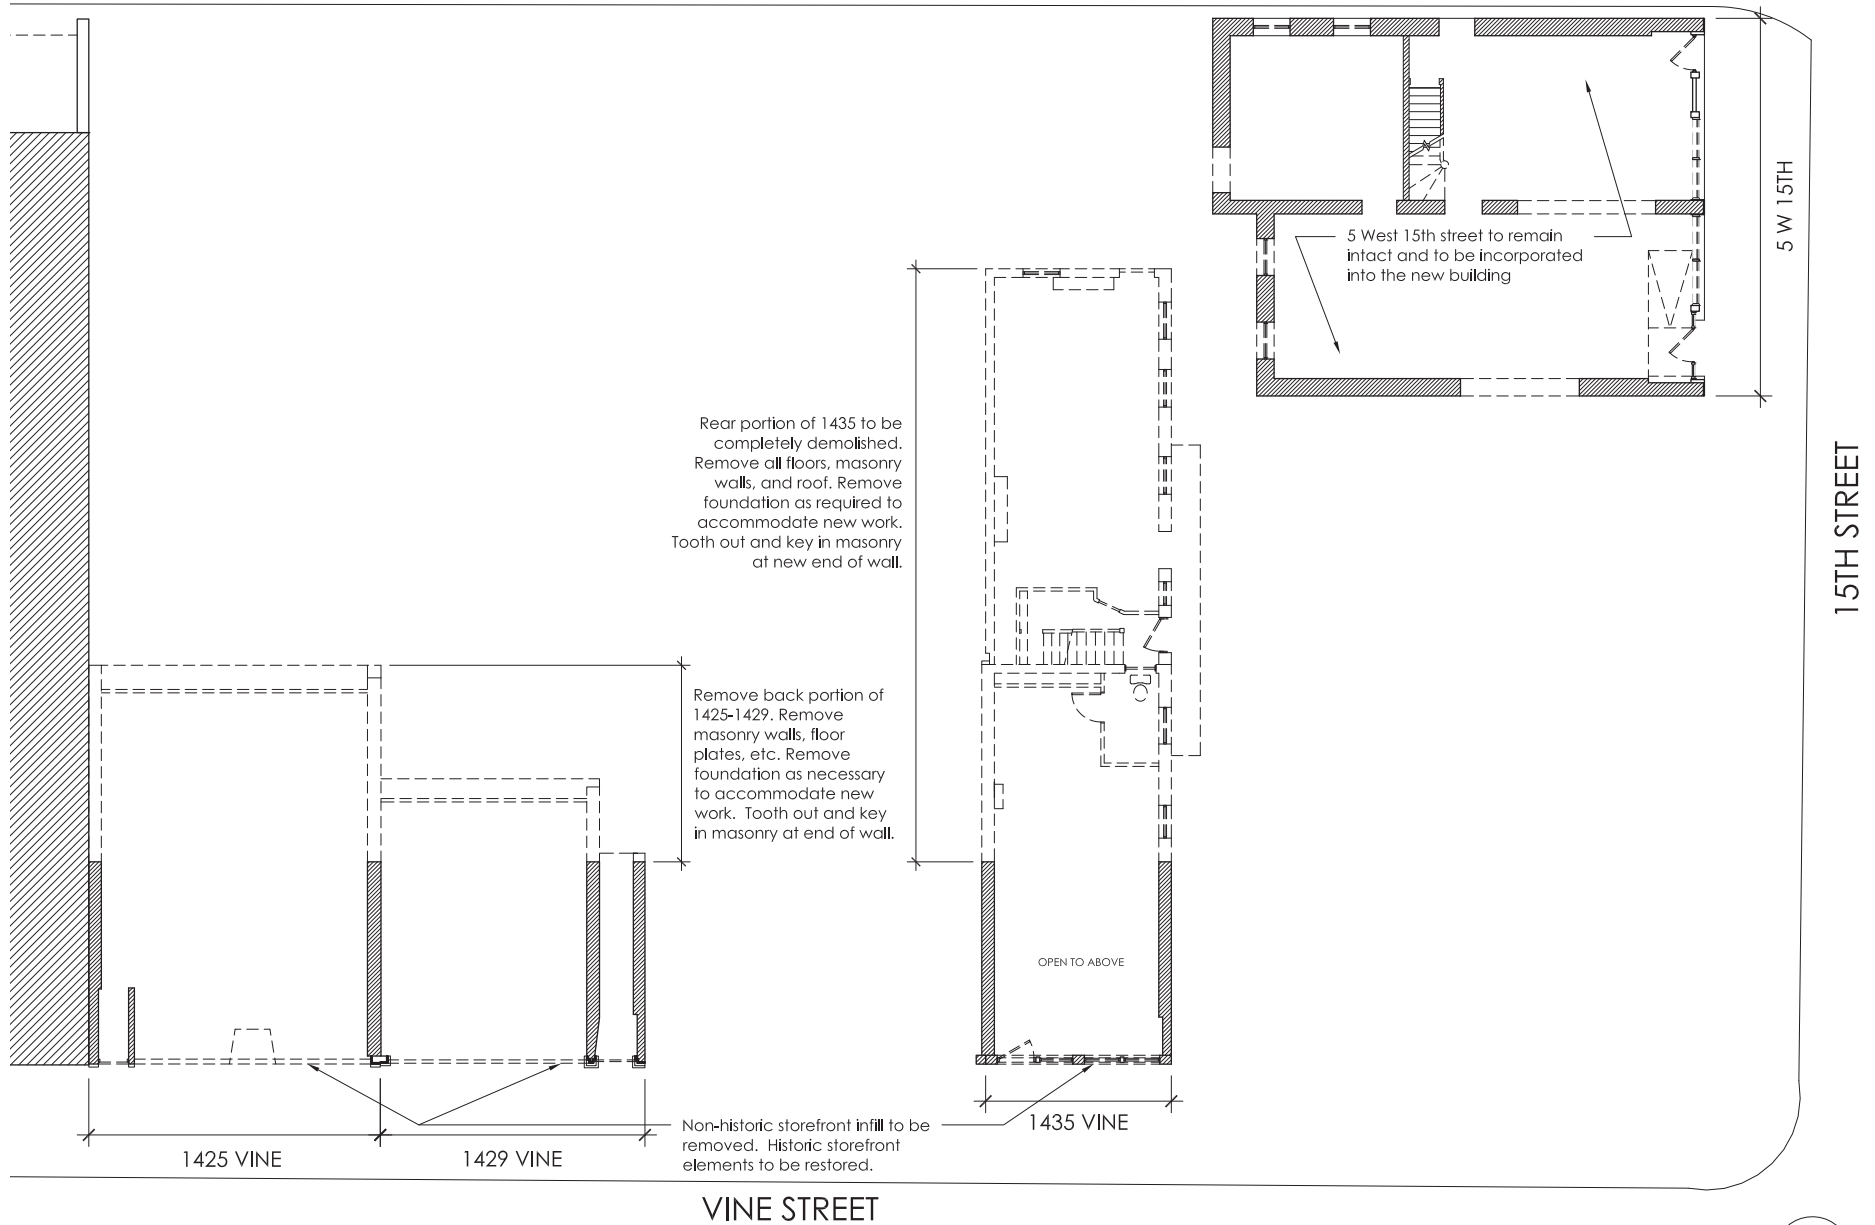 5 West 15th street to remain
intact and to be incorporated
into the new building
5 W 15TH
15TH STREET
Rear portion of 1435 to be
completely demolished.
Remove all floors, masonry
walls, and roof. Remove
foundation as required to
accommodate new work.
Tooth out and key in masonry
at new end of wall.
Remove back portion of
1425-1429. Remove
masonry walls, floor
plates, etc. Remove
foundation as necessary
to accommodate new
work. Tooth out and key
in masonry at end of wall.
OPEN TO ABOVE
Non-historic storefront infill to be
removed. Historic storefront
elements to be restored.
1425 VINE
1429 VINE
1435 VINE
VINE STREET